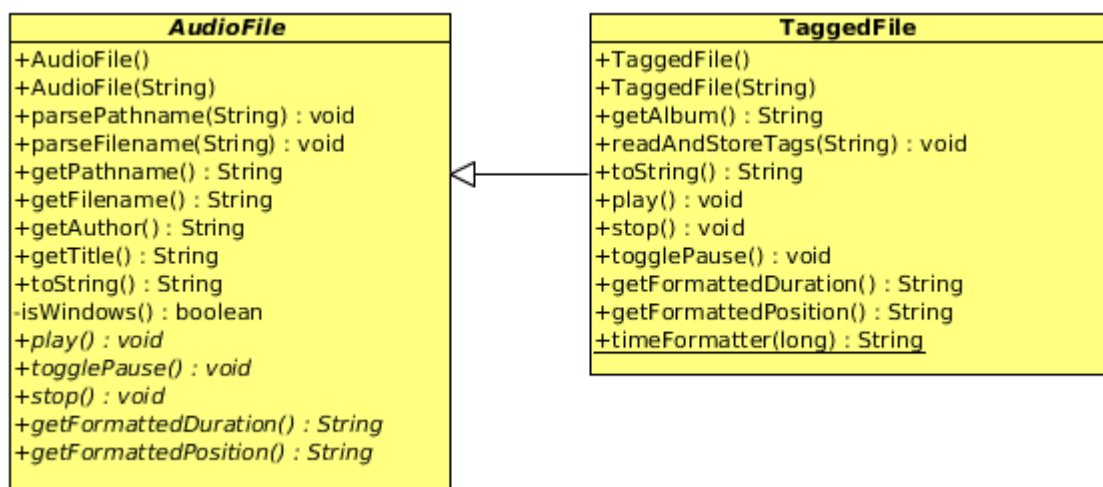 AudioFile
+AudioFile()
+AudioFile(String)
+parsePathname(String) : void
+parseFilename(String) : void
+getPathname() : String
+getFilename() : String
+getAuthor() : String
+getTitle() : String
+toString() : String
-isWindows() : boolean
+play() : void
+togglePause() : void
+stop() : void
+getFormattedDuration() : String
+getFormattedPosition() : String
TaggedFile
+TaggedFile()
+TaggedFile(String)
+getAlbum() : String
+readAndStoreTags(String) : void
+toString() : String
+play() : void
+stop() : void
+togglePause() : void
+getFormattedDuration() : String
+getFormattedPosition() : String
+timeFormatter(long) : String